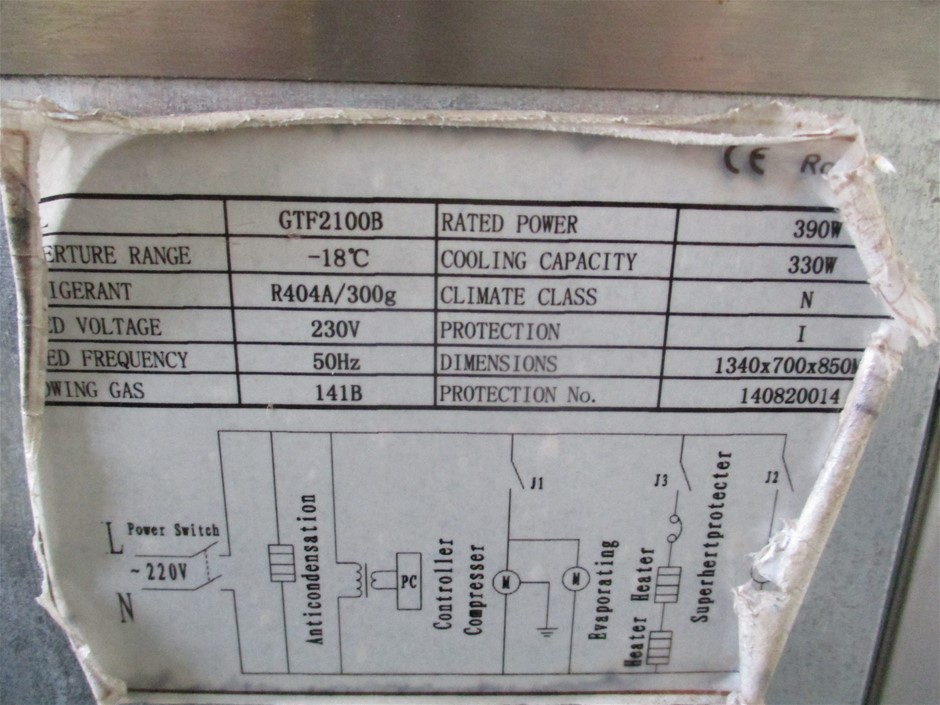 CE Ro
GTF2100B RATED POWER 390W
ERTURE RANGE -18℃ COOLING CAPACITY 330W
IGERANT R404A/300g CLIMATE CLASS N
ED VOLTAGE 230V PROTECTION I
ED FREQUENCY 50Hz DIMENSIONS 1340x700x850M
OWING GAS 141B PROTECTION No. 140820014
L Power Switch
~220V
N
Anticondensation
PC
Controller
Compresser
J1
M
M
Evaporating
Heater Heater
J3
Superhertprotecter
J2